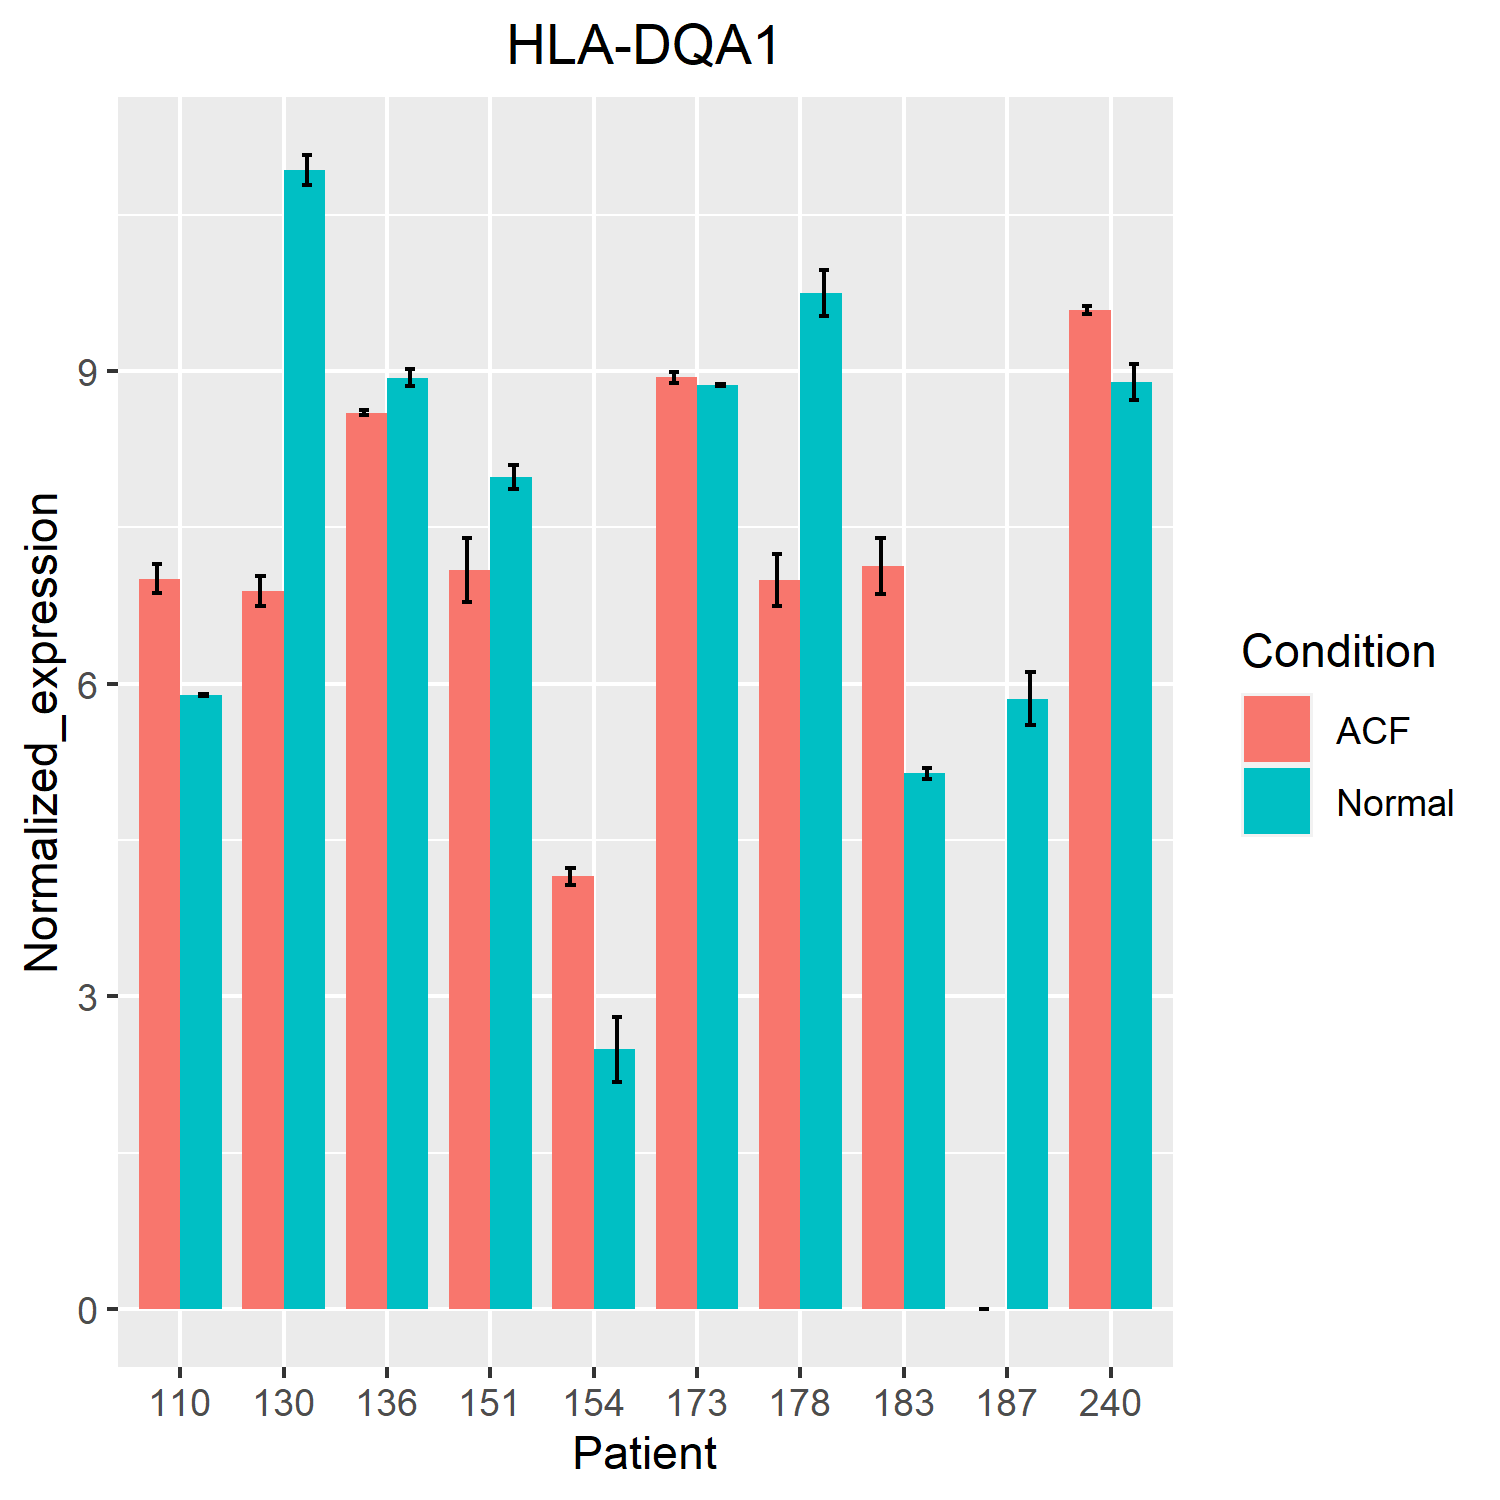 HLA-DQA1
Normalized_expression
9
6
3
0
110 130 136 151 154 173 178 183 187 240
Patient
Condition
ACF
Normal